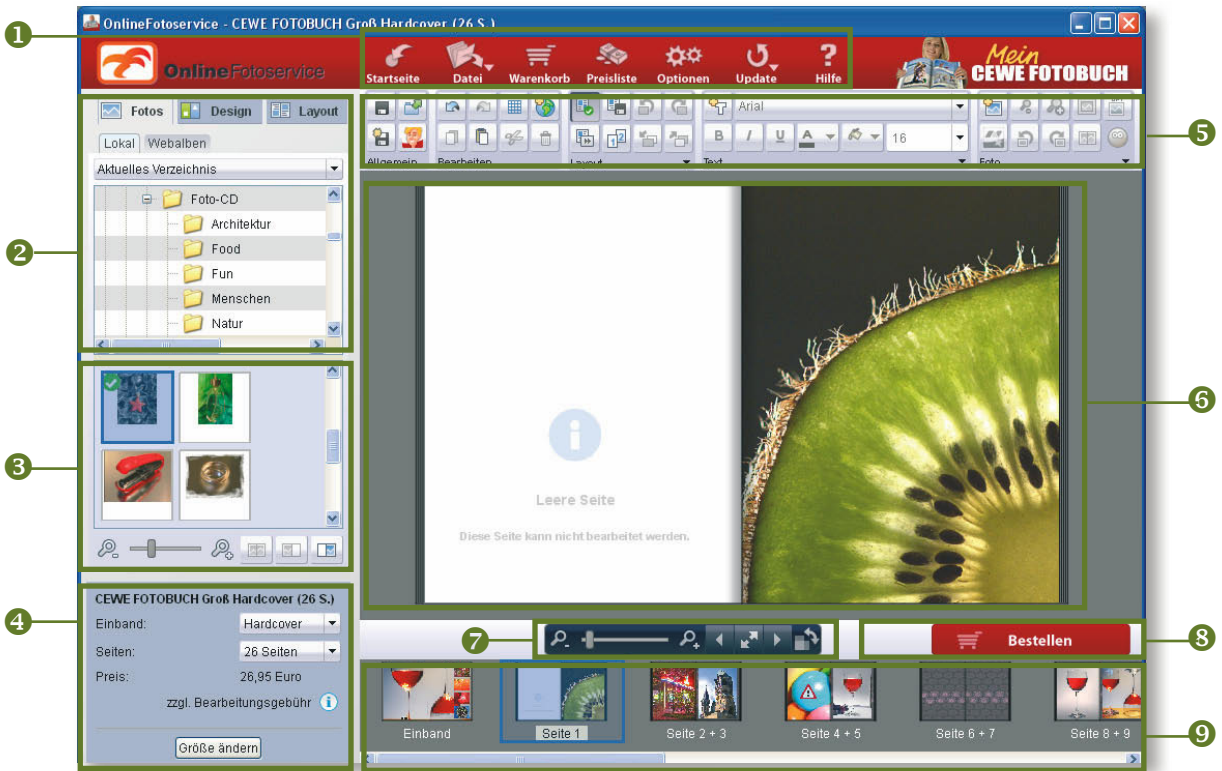 OnlineFotoservice - CEWE FOTOBUCH Groß Hardcover (26 S.)
1
OnlineFotoservice
Startseite
Datei
Warenkorb
Preisliste
Optionen
Update
?
Hilfe
Mein
CEWE FOTOBUCH
2
Fotos
Design
Layout
Lokal
Webalben
Aktuelles Verzeichnis
Foto-CD
Architektur
Food
Fun
Menschen
Natur
Allgemein
Bearbeiten
Layout
Arial
B I U A
16
Text
Foto
5
3
4
CEWE FOTOBUCH Groß Hardcover (26 S.)
Einband:
Hardcover
Seiten:
26 Seiten
Preis:
26,95 Euro
zzgl. Bearbeitungsgebühr
i
Größe ändern
i
Leere Seite
Diese Seite kann nicht bearbeitet werden.
6
7
Bestellen
8
Einband
Seite 1
Seite 2 + 3
Seite 4 + 5
Seite 6 + 7
Seite 8 + 9
9